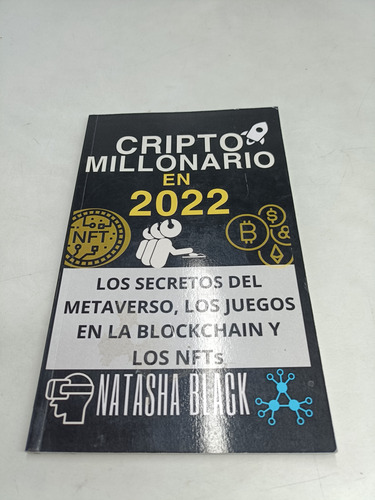 CRIPTO
MILLONARIO
EN
2022
NFT
B
$
&
LOS SECRETOS DEL
METAVERSO, LOS JUEGOS
EN LA BLOCKCHAIN Y
LOS NFTs
NATASHA BLACK